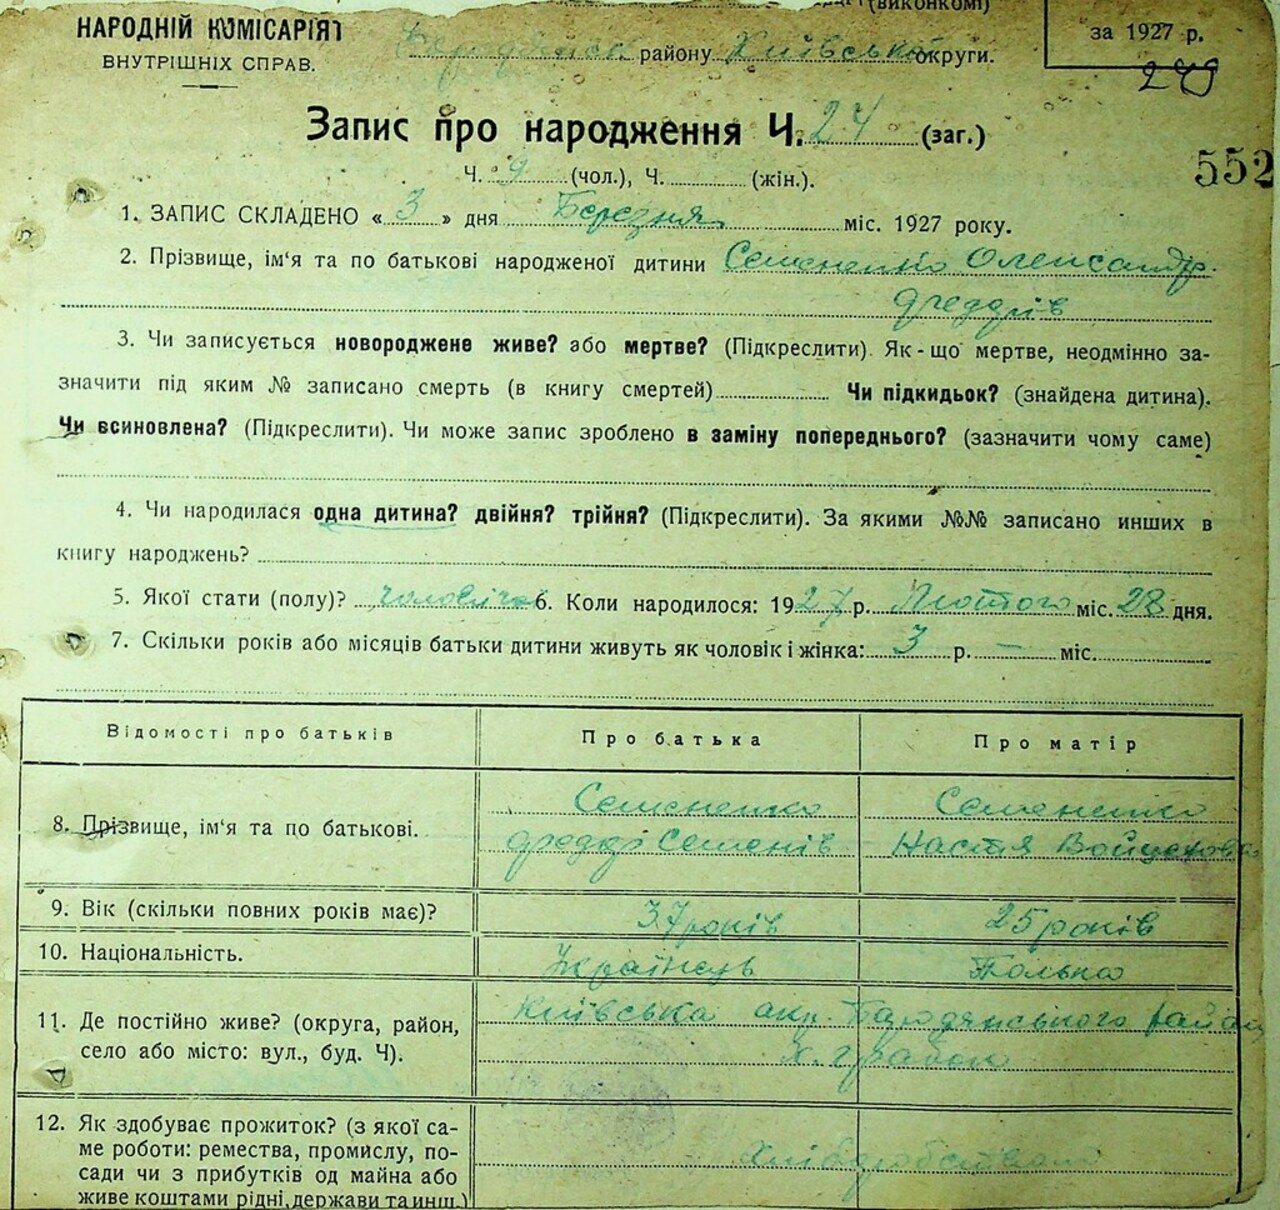 (виконкомі)
НАРОДНІЙ КОМІСАРІЯТ
ВНУТРІШНІХ СПРАВ.
району Київської округи.
за 1927 р.
249
Запис про народження Ч. 24 (заг.)
552
Ч. 9 (чол.), Ч. (жін.).
1. ЗАПИС СКЛАДЕНО « 3 » дня Березня міс. 1927 року.
2. Прізвище, ім'я та по батькові народженої дитини Семененко Олександр
Федорів
3. Чи записується новороджене живе? або мертве? (Підкреслити). Як-що мертве, неодмінно за-
значити під яким № записано смерть (в книгу смертей) Чи підкидьок? (знайдена дитина).
Чи всиновлена? (Підкреслити). Чи може запис зроблено в заміну попереднього? (зазначити чому саме)
4. Чи народилася одна дитина? двійня? трійня? (Підкреслити). За якими №№ записано инших в
книгу народжень?
5. Якої стати (полу)? чоловіча 6. Коли народилося: 1927 р. Лютого міс. 28 дня.
7. Скільки років або місяців батьки дитини живуть як чоловік і жінка: 3 р. — міс.
Відомості про батьків Про батька Про матір
8. Прізвище, ім'я та по батькові. Семененко Семененко
Федір Семенів Настя Войцехова
9. Вік (скільки повних років має)? 37 років 25 років
10. Національність. Українець Полька
11. Де постійно живе? (округа, район, Київська окр. Бородянського район
село або місто: вул., буд. Ч). х. Грабок
12. Як здобуває прожиток? (з якої са-
ме роботи: ремества, промислу, по- Хліборобством
сади чи з прибутків од майна або
живе коштами рідні, держави та инш.)